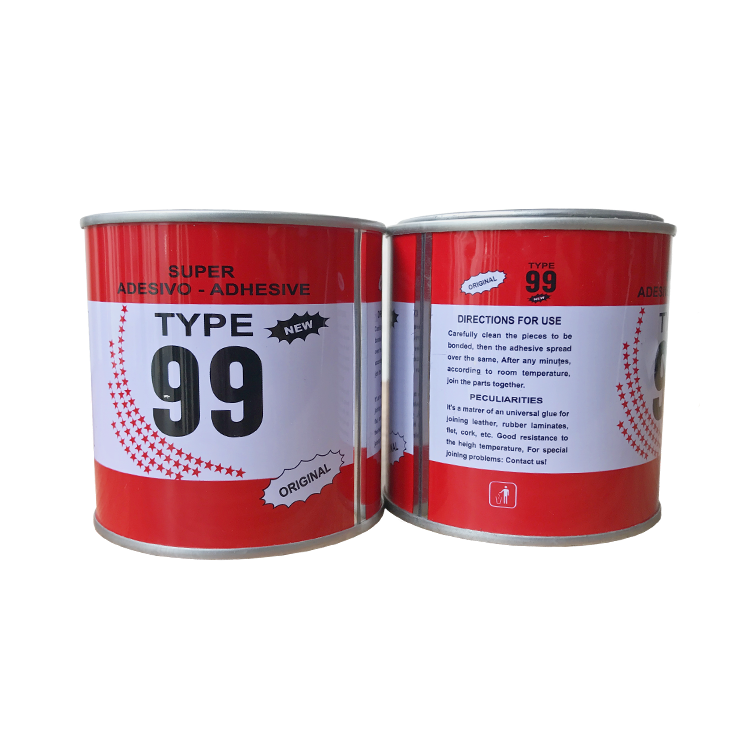 SUPER
ADESIVO - ADHESIVE
TYPE
NEW
99
ORIGINAL
TYPE
99
ORIGINAL
NEW
DIRECTIONS FOR USE
Carefully clean the pieces to be
bonded, then the adhesive spread
over the same. After any minutes,
according to room temperature,
join the parts together.
PECULIARITIES
It's a matrer of an universal glue for
joining leather, rubber laminates,
flet, cork, etc. Good resistance to
the heigh temperature, For special
joining problems: Contact us!